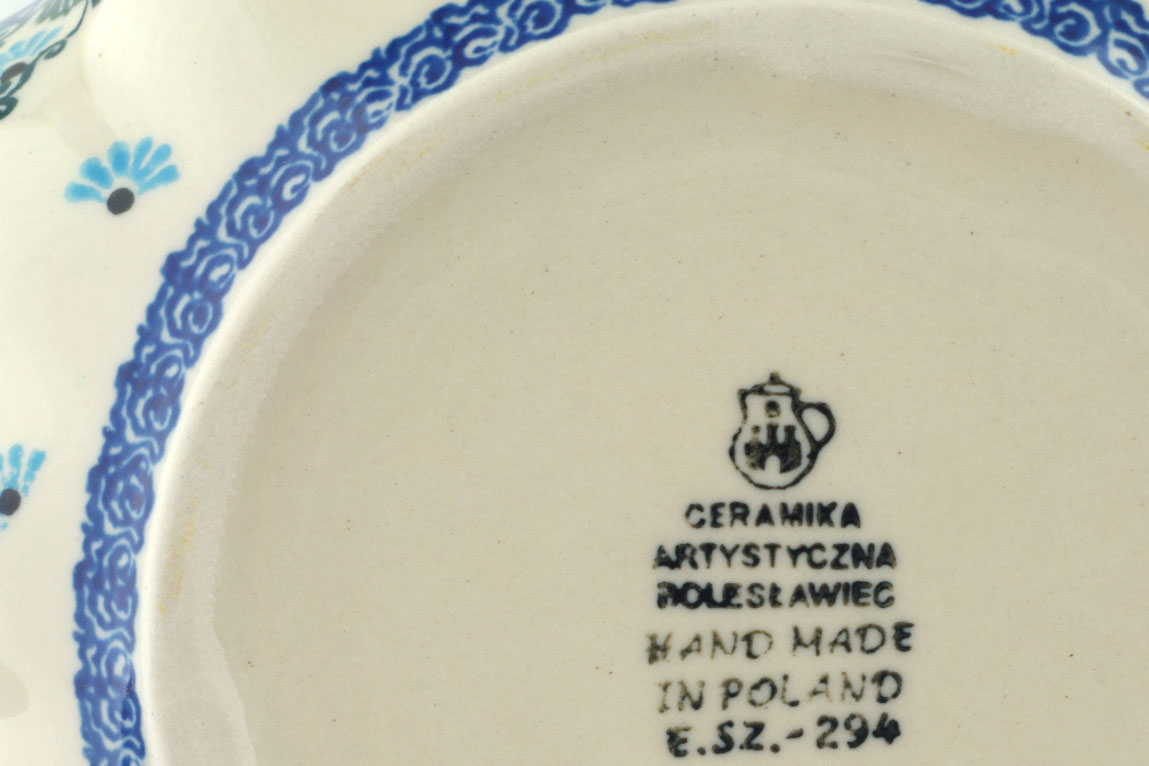 CERAMIKA
ARTYSTYCZNA
BOLESŁAWIEC
HAND MADE
IN POLAND
E.SZ.-294